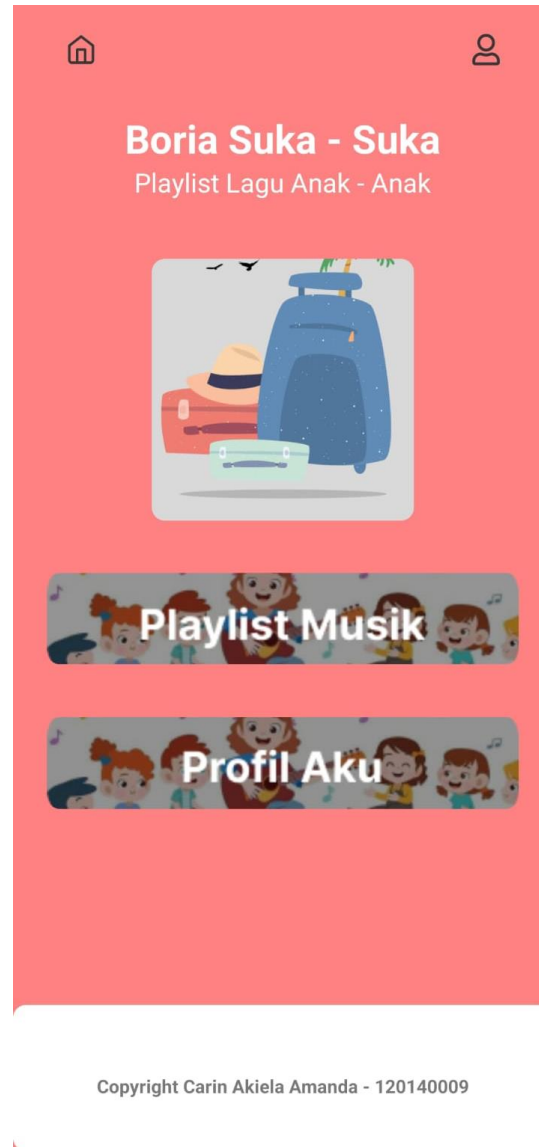 Boria Suka - Suka
Playlist Lagu Anak - Anak
Playlist Musik
Profil Aku
Copyright Carin Akiela Amanda - 120140009